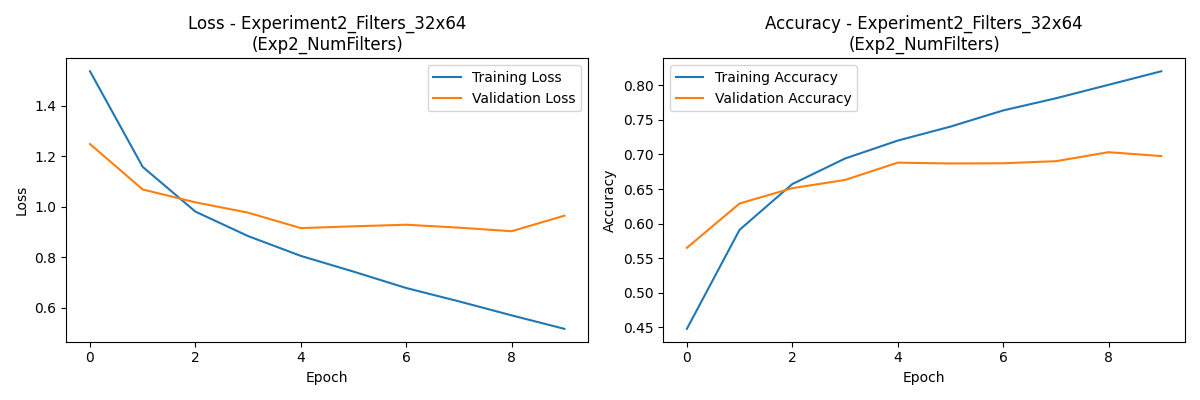 Loss - Experiment2_Filters_32x64
(Exp2_NumFilters)
Training Loss
Validation Loss
Loss
1.4
1.2
1.0
0.8
0.6
0
2
4
6
8
Epoch
Accuracy - Experiment2_Filters_32x64
(Exp2_NumFilters)
Training Accuracy
Validation Accuracy
Accuracy
0.80
0.75
0.70
0.65
0.60
0.55
0.50
0.45
0
2
4
6
8
Epoch